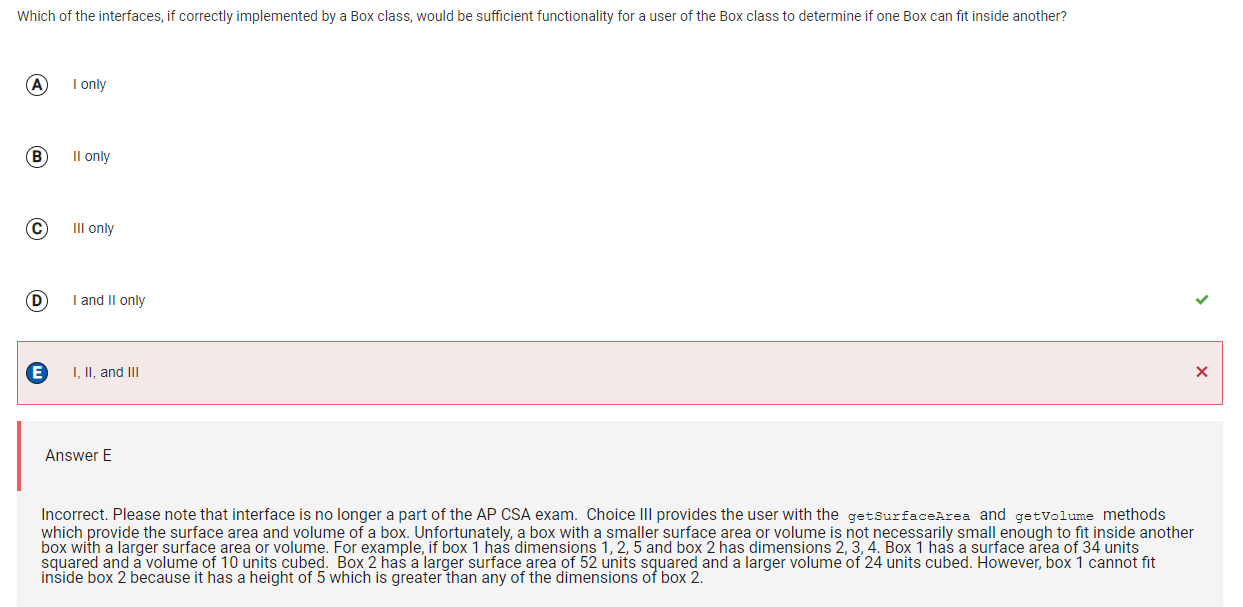 Which of the interfaces, if correctly implemented by a Box class, would be sufficient functionality for a user of the Box class to determine if one Box can fit inside another?
A I only
B II only
C III only
D I and II only
E I, II, and III
Answer E
Incorrect. Please note that interface is no longer a part of the AP CSA exam. Choice III provides the user with the getSurfaceArea and getVolume methods
which provide the surface area and volume of a box. Unfortunately, a box with a smaller surface area or volume is not necessarily small enough to fit inside another
box with a larger surface area or volume. For example, if box 1 has dimensions 1, 2, 5 and box 2 has dimensions 2, 3, 4. Box 1 has a surface area of 34 units
squared and a volume of 10 units cubed. Box 2 has a larger surface area of 52 units squared and a larger volume of 24 units cubed. However, box 1 cannot fit
inside box 2 because it has a height of 5 which is greater than any of the dimensions of box 2.